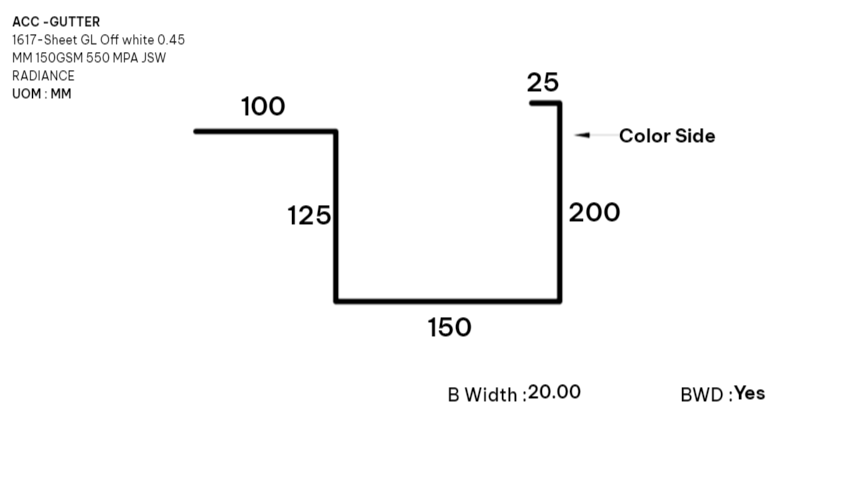 ACC -GUTTER
1617-Sheet GL Off white 0.45
MM 150GSM 550 MPA JSW
RADIANCE
UOM : MM
25
100
Color Side
125
200
150
B Width :20.00
BWD :Yes